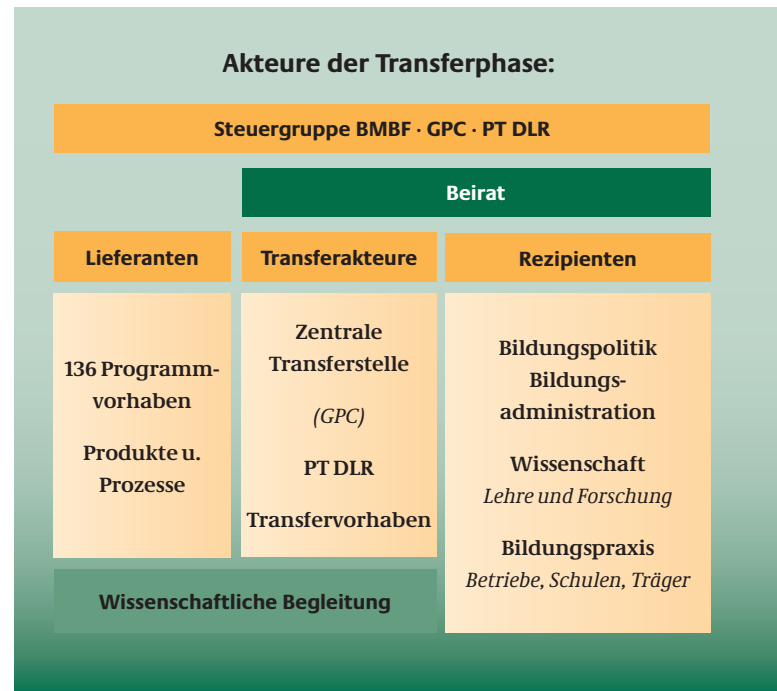 Akteure der Transferphase:
Steuergruppe BMBF · GPC · PT DLR
Beirat
Lieferanten
Transferakteure
Rezipienten
136 Programm-
vorhaben
Produkte u.
Prozesse
Zentrale
Transferstelle
(GPC)
PT DLR
Transfervorhaben
Bildungspolitik
Bildungs-
administration
Wissenschaft
Lehre und Forschung
Bildungspraxis
Betriebe, Schulen, Träger
Wissenschaftliche Begleitung